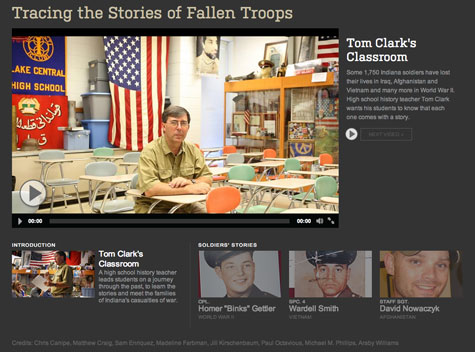 Tracing the Stories of Fallen Troops
LAKE CENTRAL
HIGH SCHOOL
Tom Clark's
Classroom
Some 1,750 Indiana soldiers have lost
their lives in Iraq, Afghanistan and
Vietnam and many more in World War II.
High school history teacher Tom Clark
wants his students to know that each
one comes with a story.
NEXT VIDEO
00:00
00:00
INTRODUCTION
Tom Clark's
Classroom
A high school history teacher
leads students on a journey
through the past, to learn the
stories and meet the families
of Indiana's casualties of war.
SOLDIERS' STORIES
CPL.
Homer "Binks" Gettler
WORLD WAR II
SPC. 4
Wardell Smith
VIETNAM
STAFF SGT.
David Nowaczyk
AFGHANISTAN
Credits: Chris Campe, Matthew Craig, Sam Enriquez, Madeline Farbman, Jill Kirschenbaum, Paul Octavious, Michael M. Phillips, Areby Williams